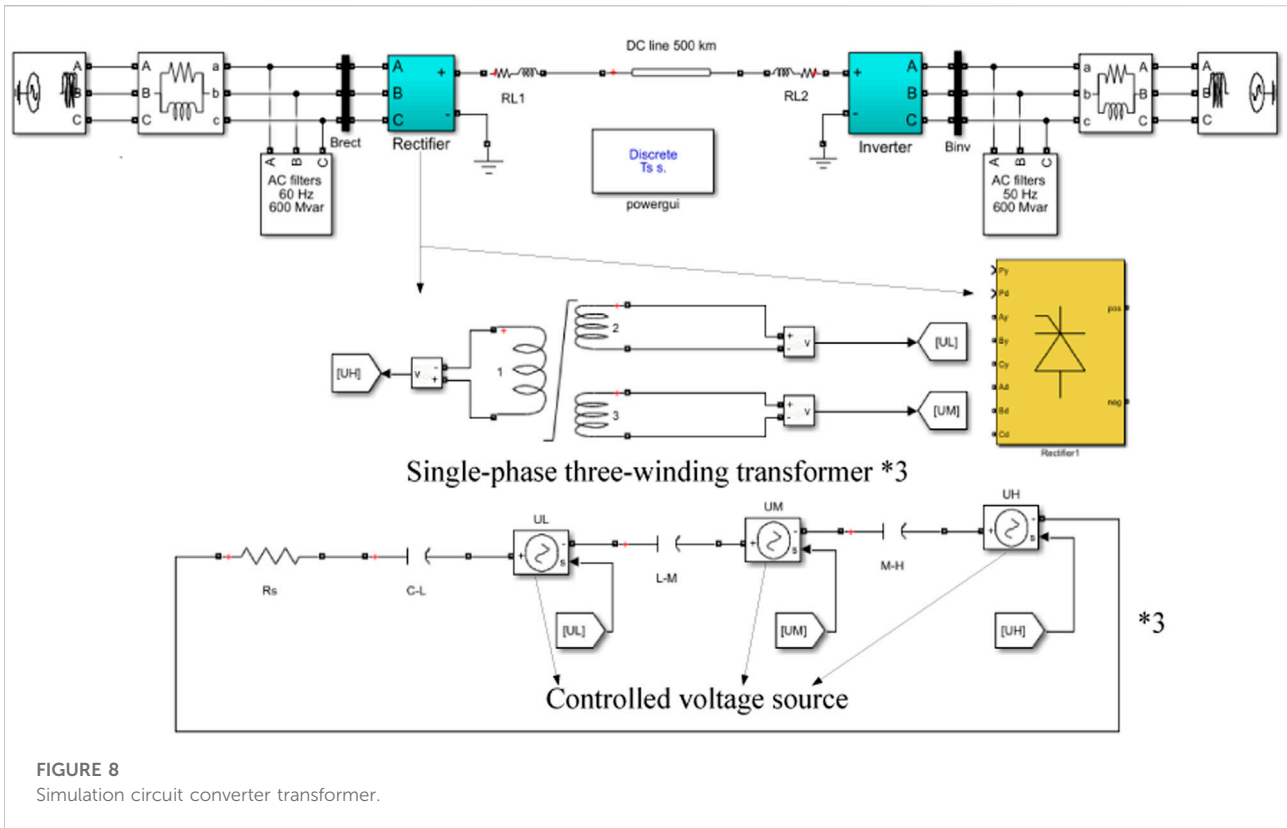 DC line 500 km
A
B
C
A
B
C
a
b
c
A
B
C
+
-
RL1
RL2
+
-
A
B
C
a
b
c
A
B
C
A
B
C
Brect
Rectifier
Inverter
Binv
A B C
AC filters
60 Hz
600 Mvar
Discrete
Ts s.
powergui
A B C
AC filters
50 Hz
600 Mvar
[UH]
v
-
+
1
2
3
+
-
v
[UL]
+
-
v
[UM]
Py
Pd
Ay
By
Cy
Ad
Bd
Cd
pos
neg
Rectifier1
Single-phase three-winding transformer *3
Rs
C-L
UL
+
-
s
L-M
UM
+
-
s
M-H
UH
+
-
s
[UL]
[UM]
[UH]
*3
Controlled voltage source
FIGURE 8
Simulation circuit converter transformer.